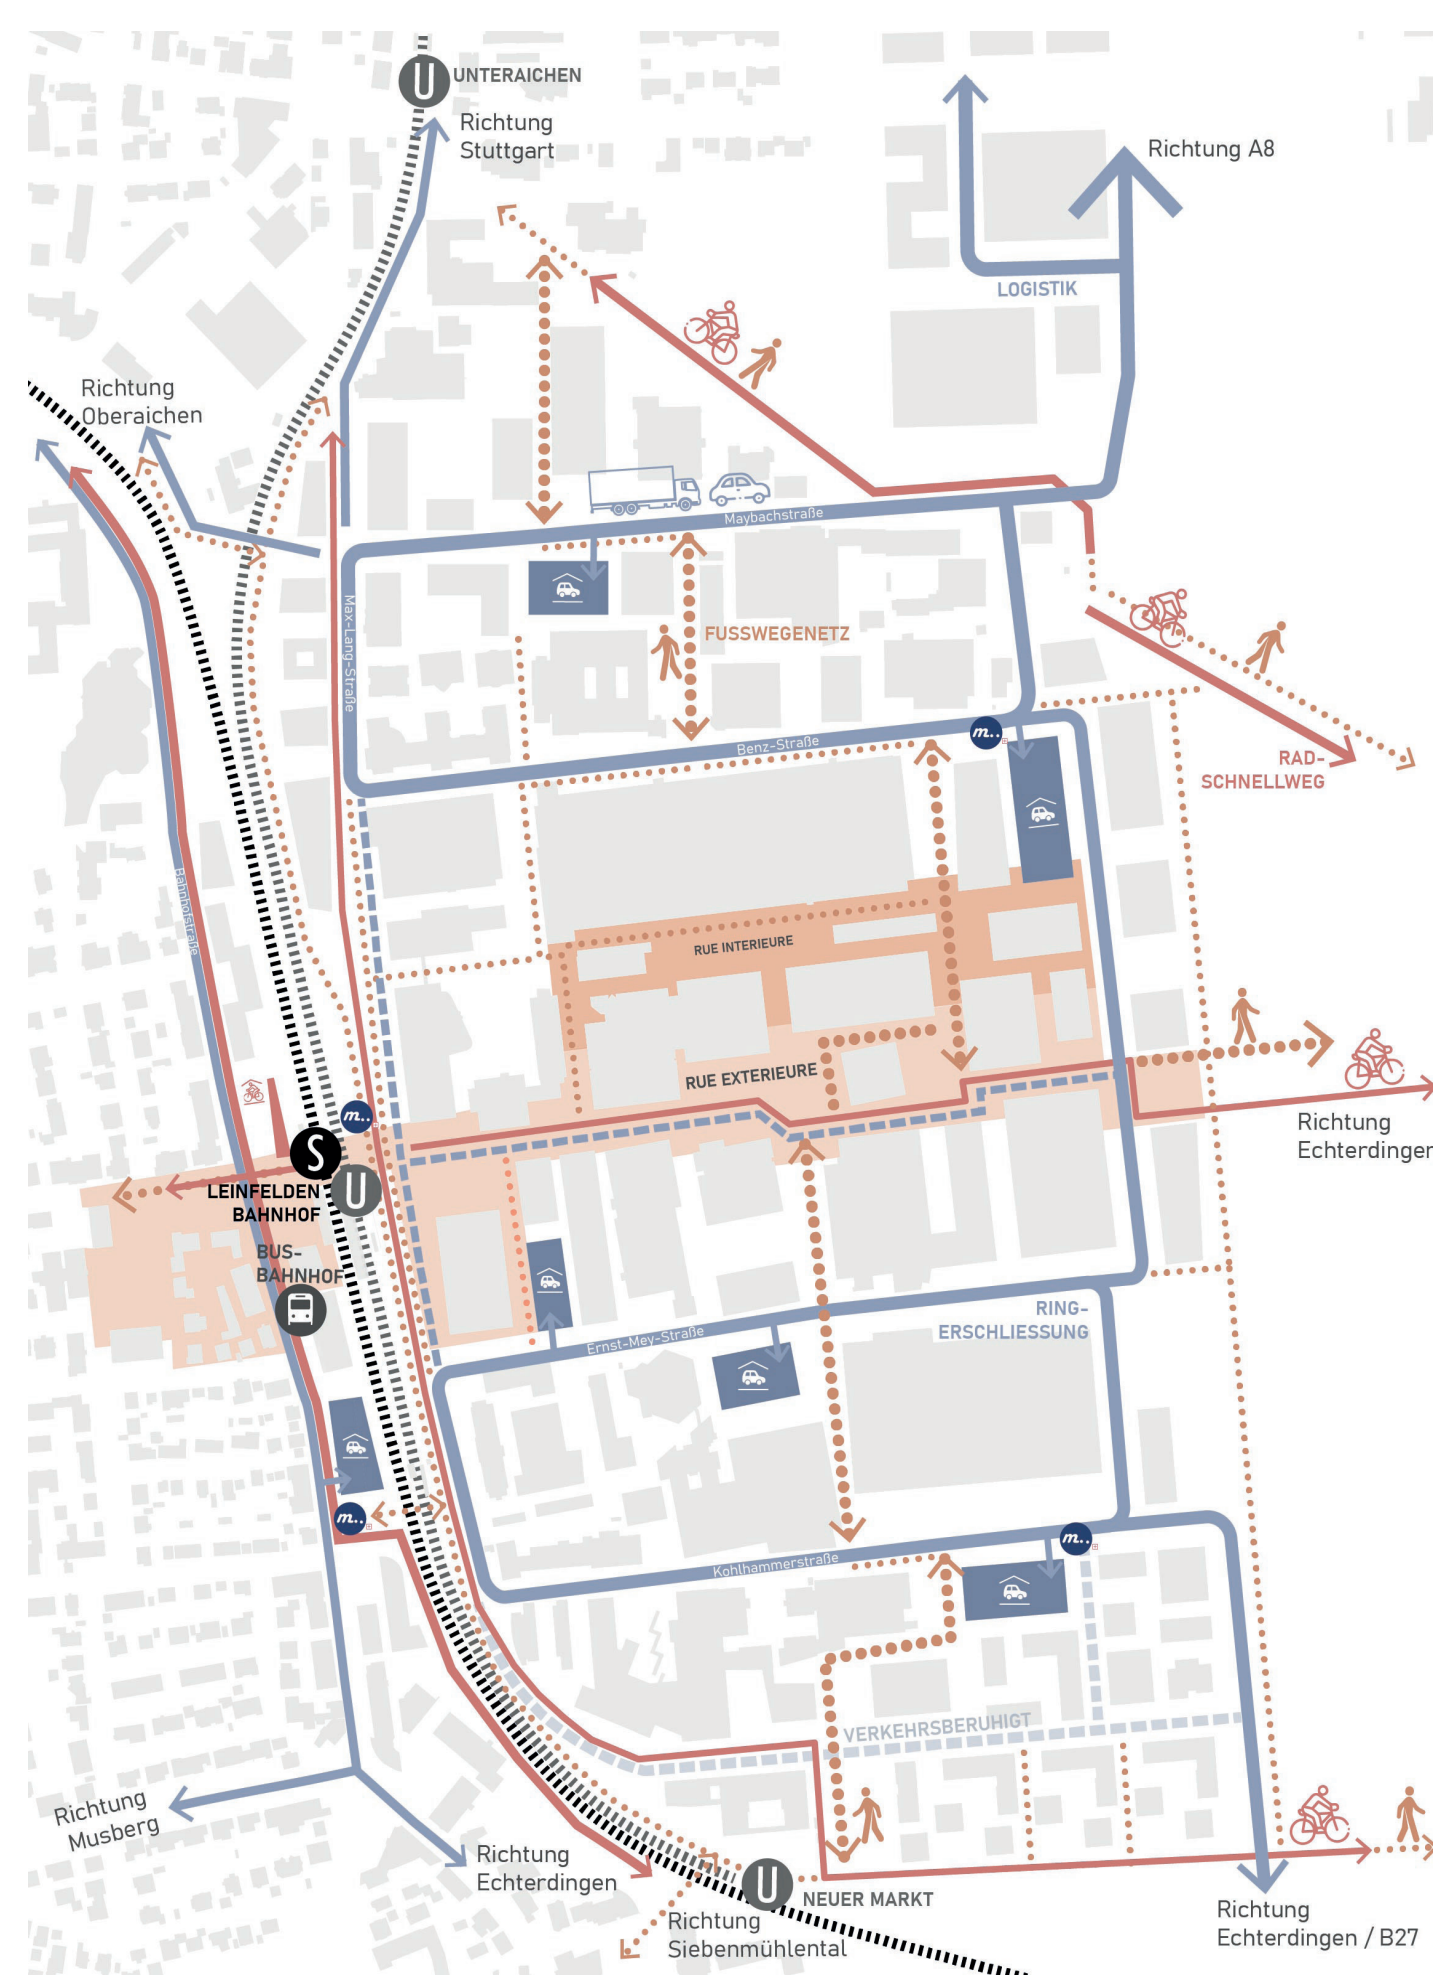 U
UNTERAICHEN
Richtung
Stuttgart
Richtung A8
LOGISTIK
Richtung
Oberaichen
Maybachstraße
Max-Lang-Straße
FUSSWEGENETZ
m..
Benz-Straße
RAD-
SCHNELLWEG
Bahnhofstraße
RUE INTERIEURE
RUE EXTERIEURE
m..
S
U
LEINFELDEN
BAHNHOF
Richtung
Echterdingen
BUS-
BAHNHOF
RING-
ERSCHLIESSUNG
Ernst-Mey-Straße
m..
m..
Kohlhammerstraße
VERKEHRSBERUHIGT
Richtung
Musberg
Richtung
Echterdingen
U
NEUER MARKT
Richtung
Siebenmühlental
Richtung
Echterdingen / B27